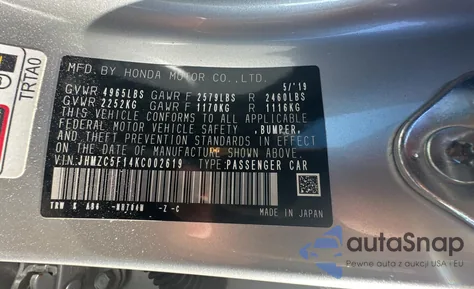 MFD.BY HONDA MOTOR CO.,LTD.
5/'19
GVWR 4965LBS GAWR F 2579LBS R 2460LBS
GVWR 2252KG GAWR F 1170KG R 1116KG
THIS VEHICLE CONFORMS TO ALL APPLICABLE
FEDERAL MOTOR VEHICLE SAFETY, BUMPER,
AND THEFT PREVENTION STANDARDS IN EFFECT ON
THE DATE OF MANUFACTURE SHOWN ABOVE.
VIN:JHMZC5F14KC002619 TYPE:PASSENGER CAR
-Z -C
MADE IN JAPAN
TRTA0
autoSnap
Pewne auta z aukcji USA i EU